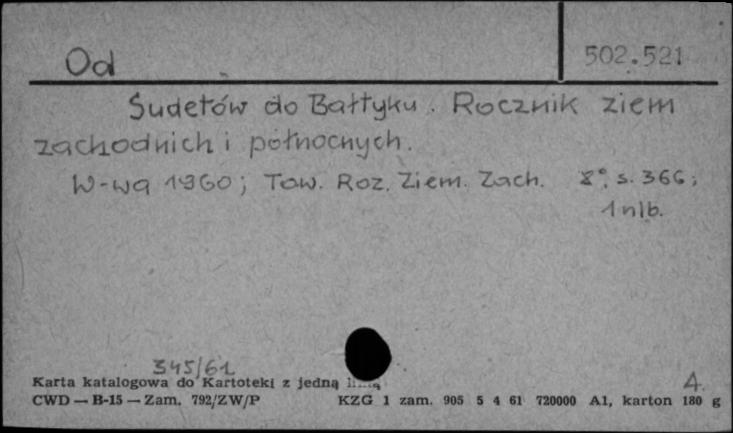 Od
502.521
Sudetów do Bałtyku. Rocznik ziem
zachodnich i północnych.
W-wa 1960; Tow. Roz. Ziem. Zach. 8°, s. 366;
1 nlb.
345/61
Karta katalogowa do Kartoteki z jedną
4.
CWD — B-15 — Zam. 792/ZW/P KZG 1 zam. 905 5 4 61 720000 A1, karton 180 g